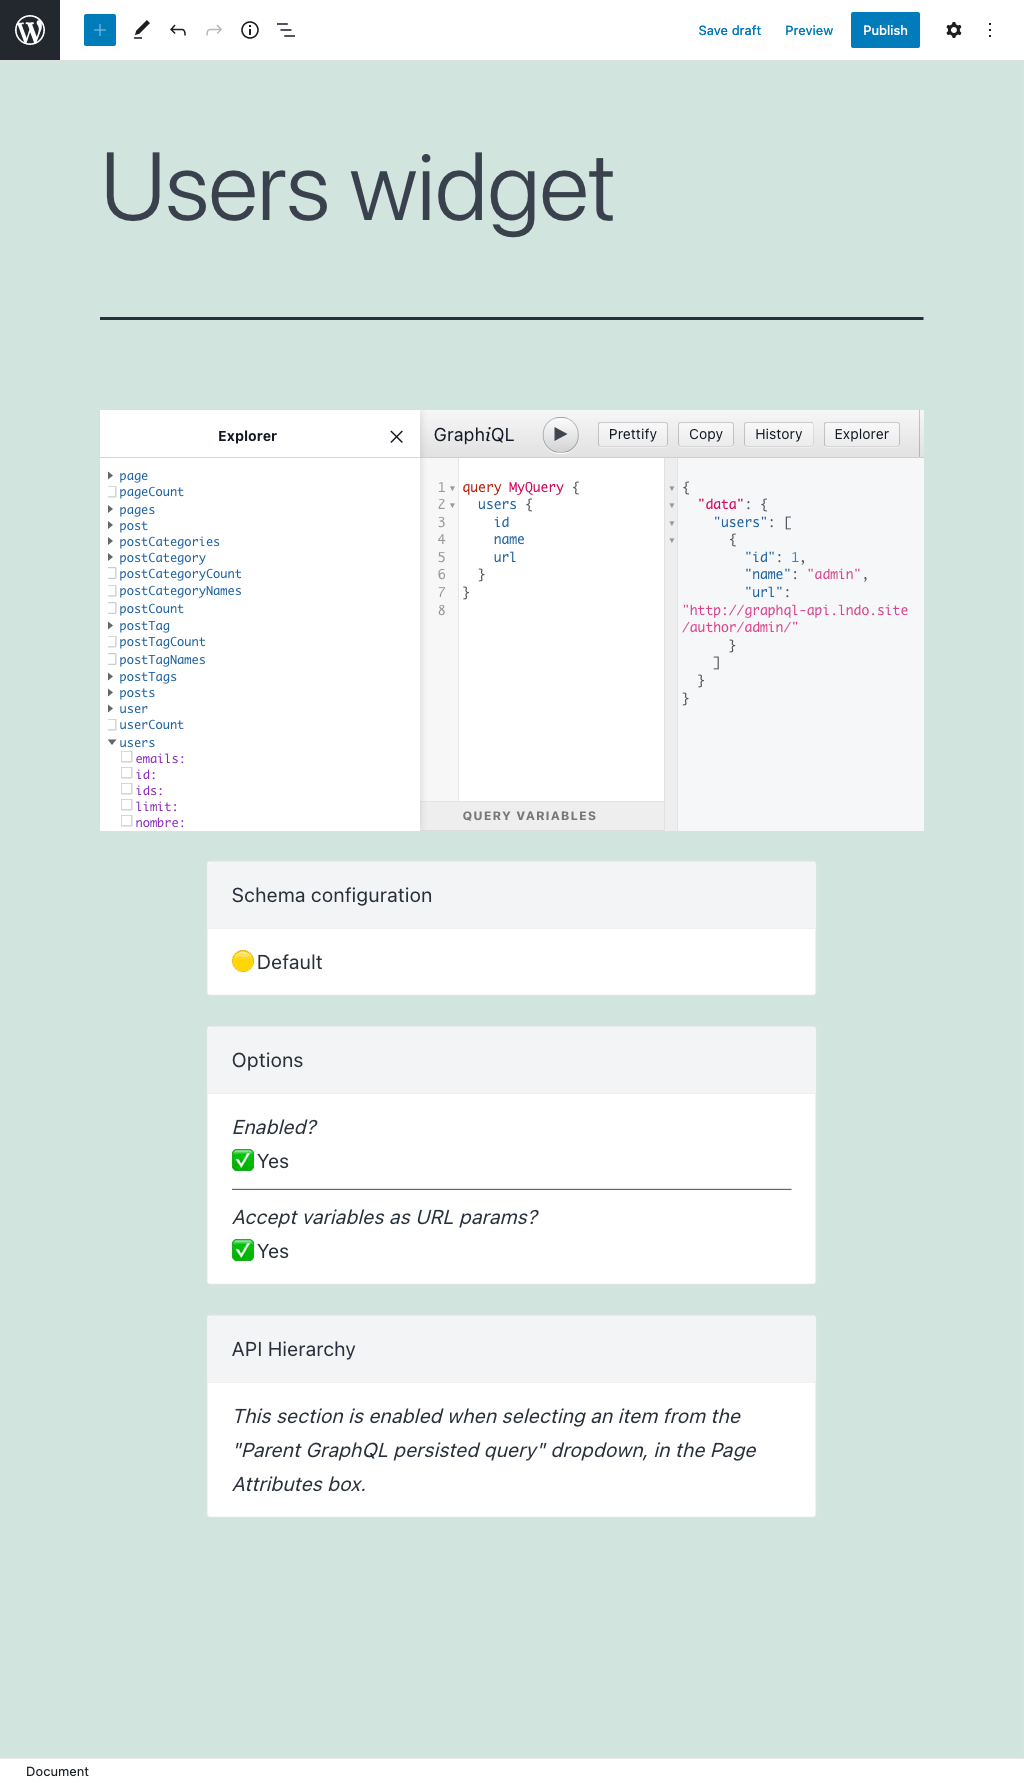 Save draft Preview Publish
Users widget
Explorer
page
pageCount
pages
post
postCategories
postCategory
postCategoryCount
postCategoryNames
postCount
postTag
postTagCount
postTagNames
postTags
posts
user
userCount
users
emails:
id:
ids:
limit:
nombre:
GraphiQL Prettify Copy History Explorer
1 query MyQuery {
2 users {
3 id
4 name
5 url
6 }
7 }
8
QUERY VARIABLES
{
"data": {
"users": [
{
"id": 1,
"name": "admin",
"url":
"http://graphql-api.lndo.site
/author/admin/"
}
]
}
}
Schema configuration
Default
Options
Enabled?
Yes
Accept variables as URL params?
Yes
API Hierarchy
This section is enabled when selecting an item from the
"Parent GraphQL persisted query" dropdown, in the Page
Attributes box.
Document